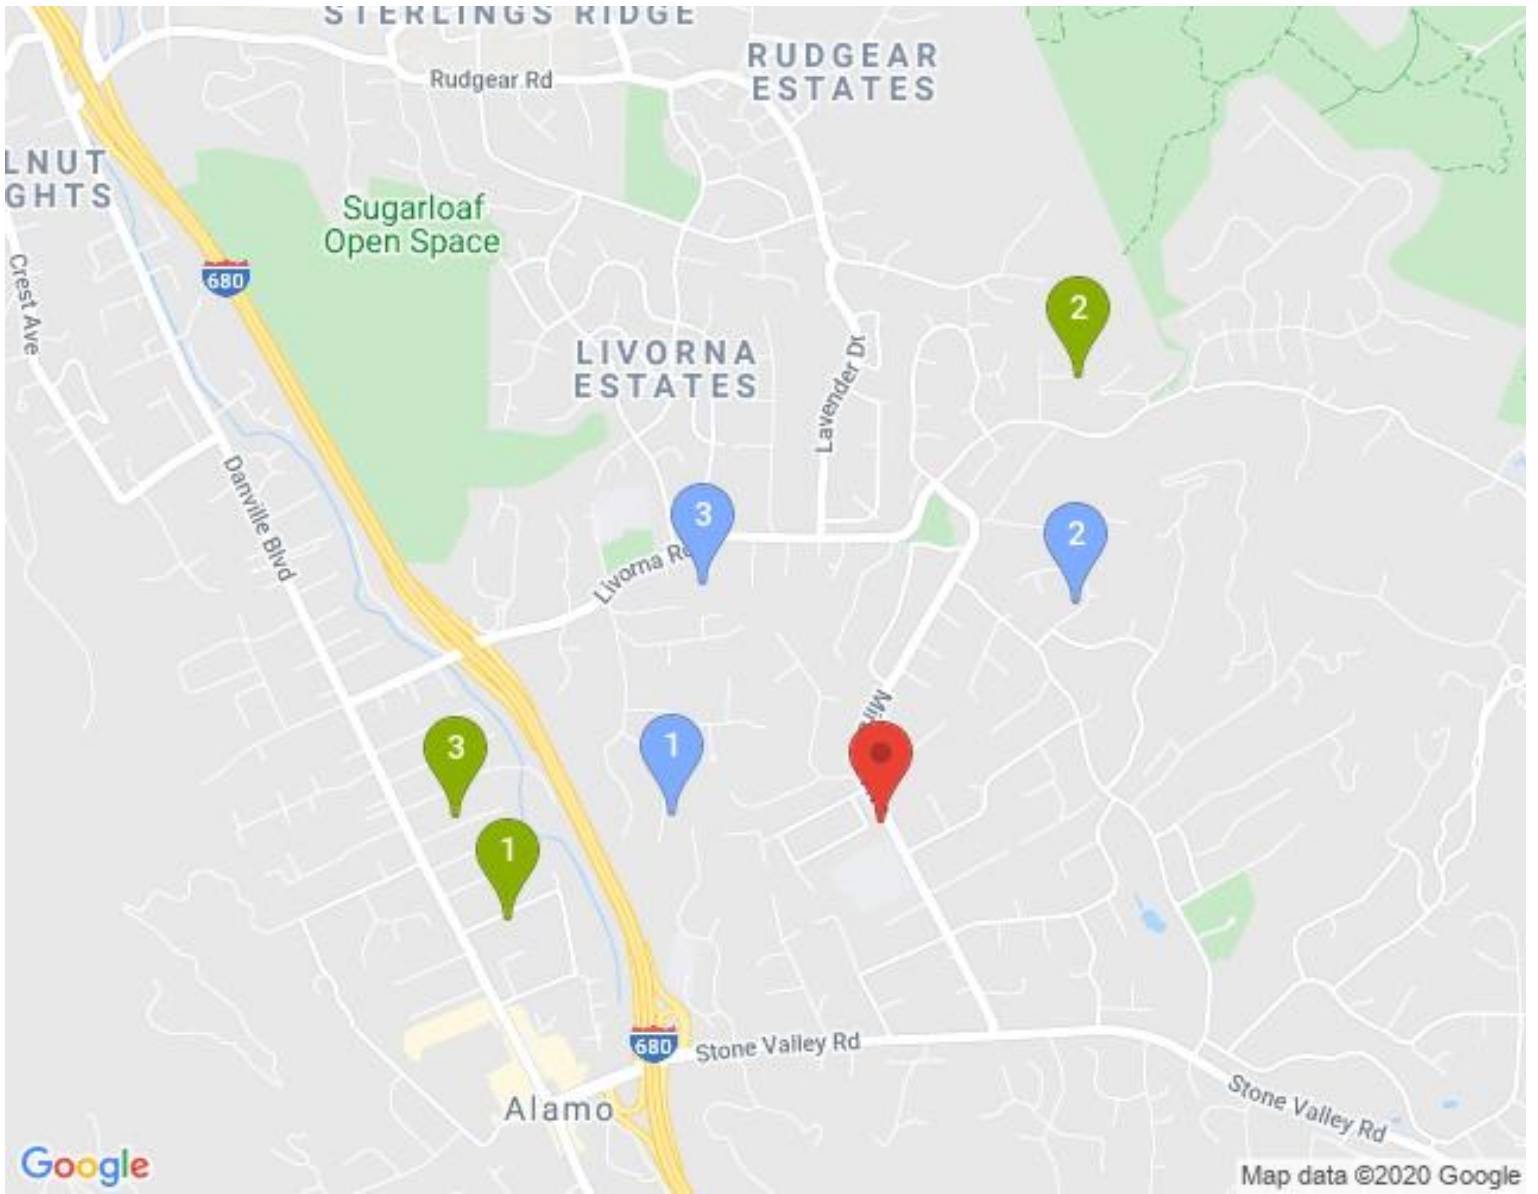 STERLINGS RIDGE
RUDGEAR
ESTATES
Rudgear Rd
LNUT
GHTS
Sugarloaf
Open Space
680
Crest Ave
2
LIVORNA
ESTATES
Lavender Dr
Danville Blvd
3
2
Livorna Rd
3
1
Mir
1
680
Stone Valley Rd
Alamo
Stone Valley Rd
Google
Map data ©2020 Google